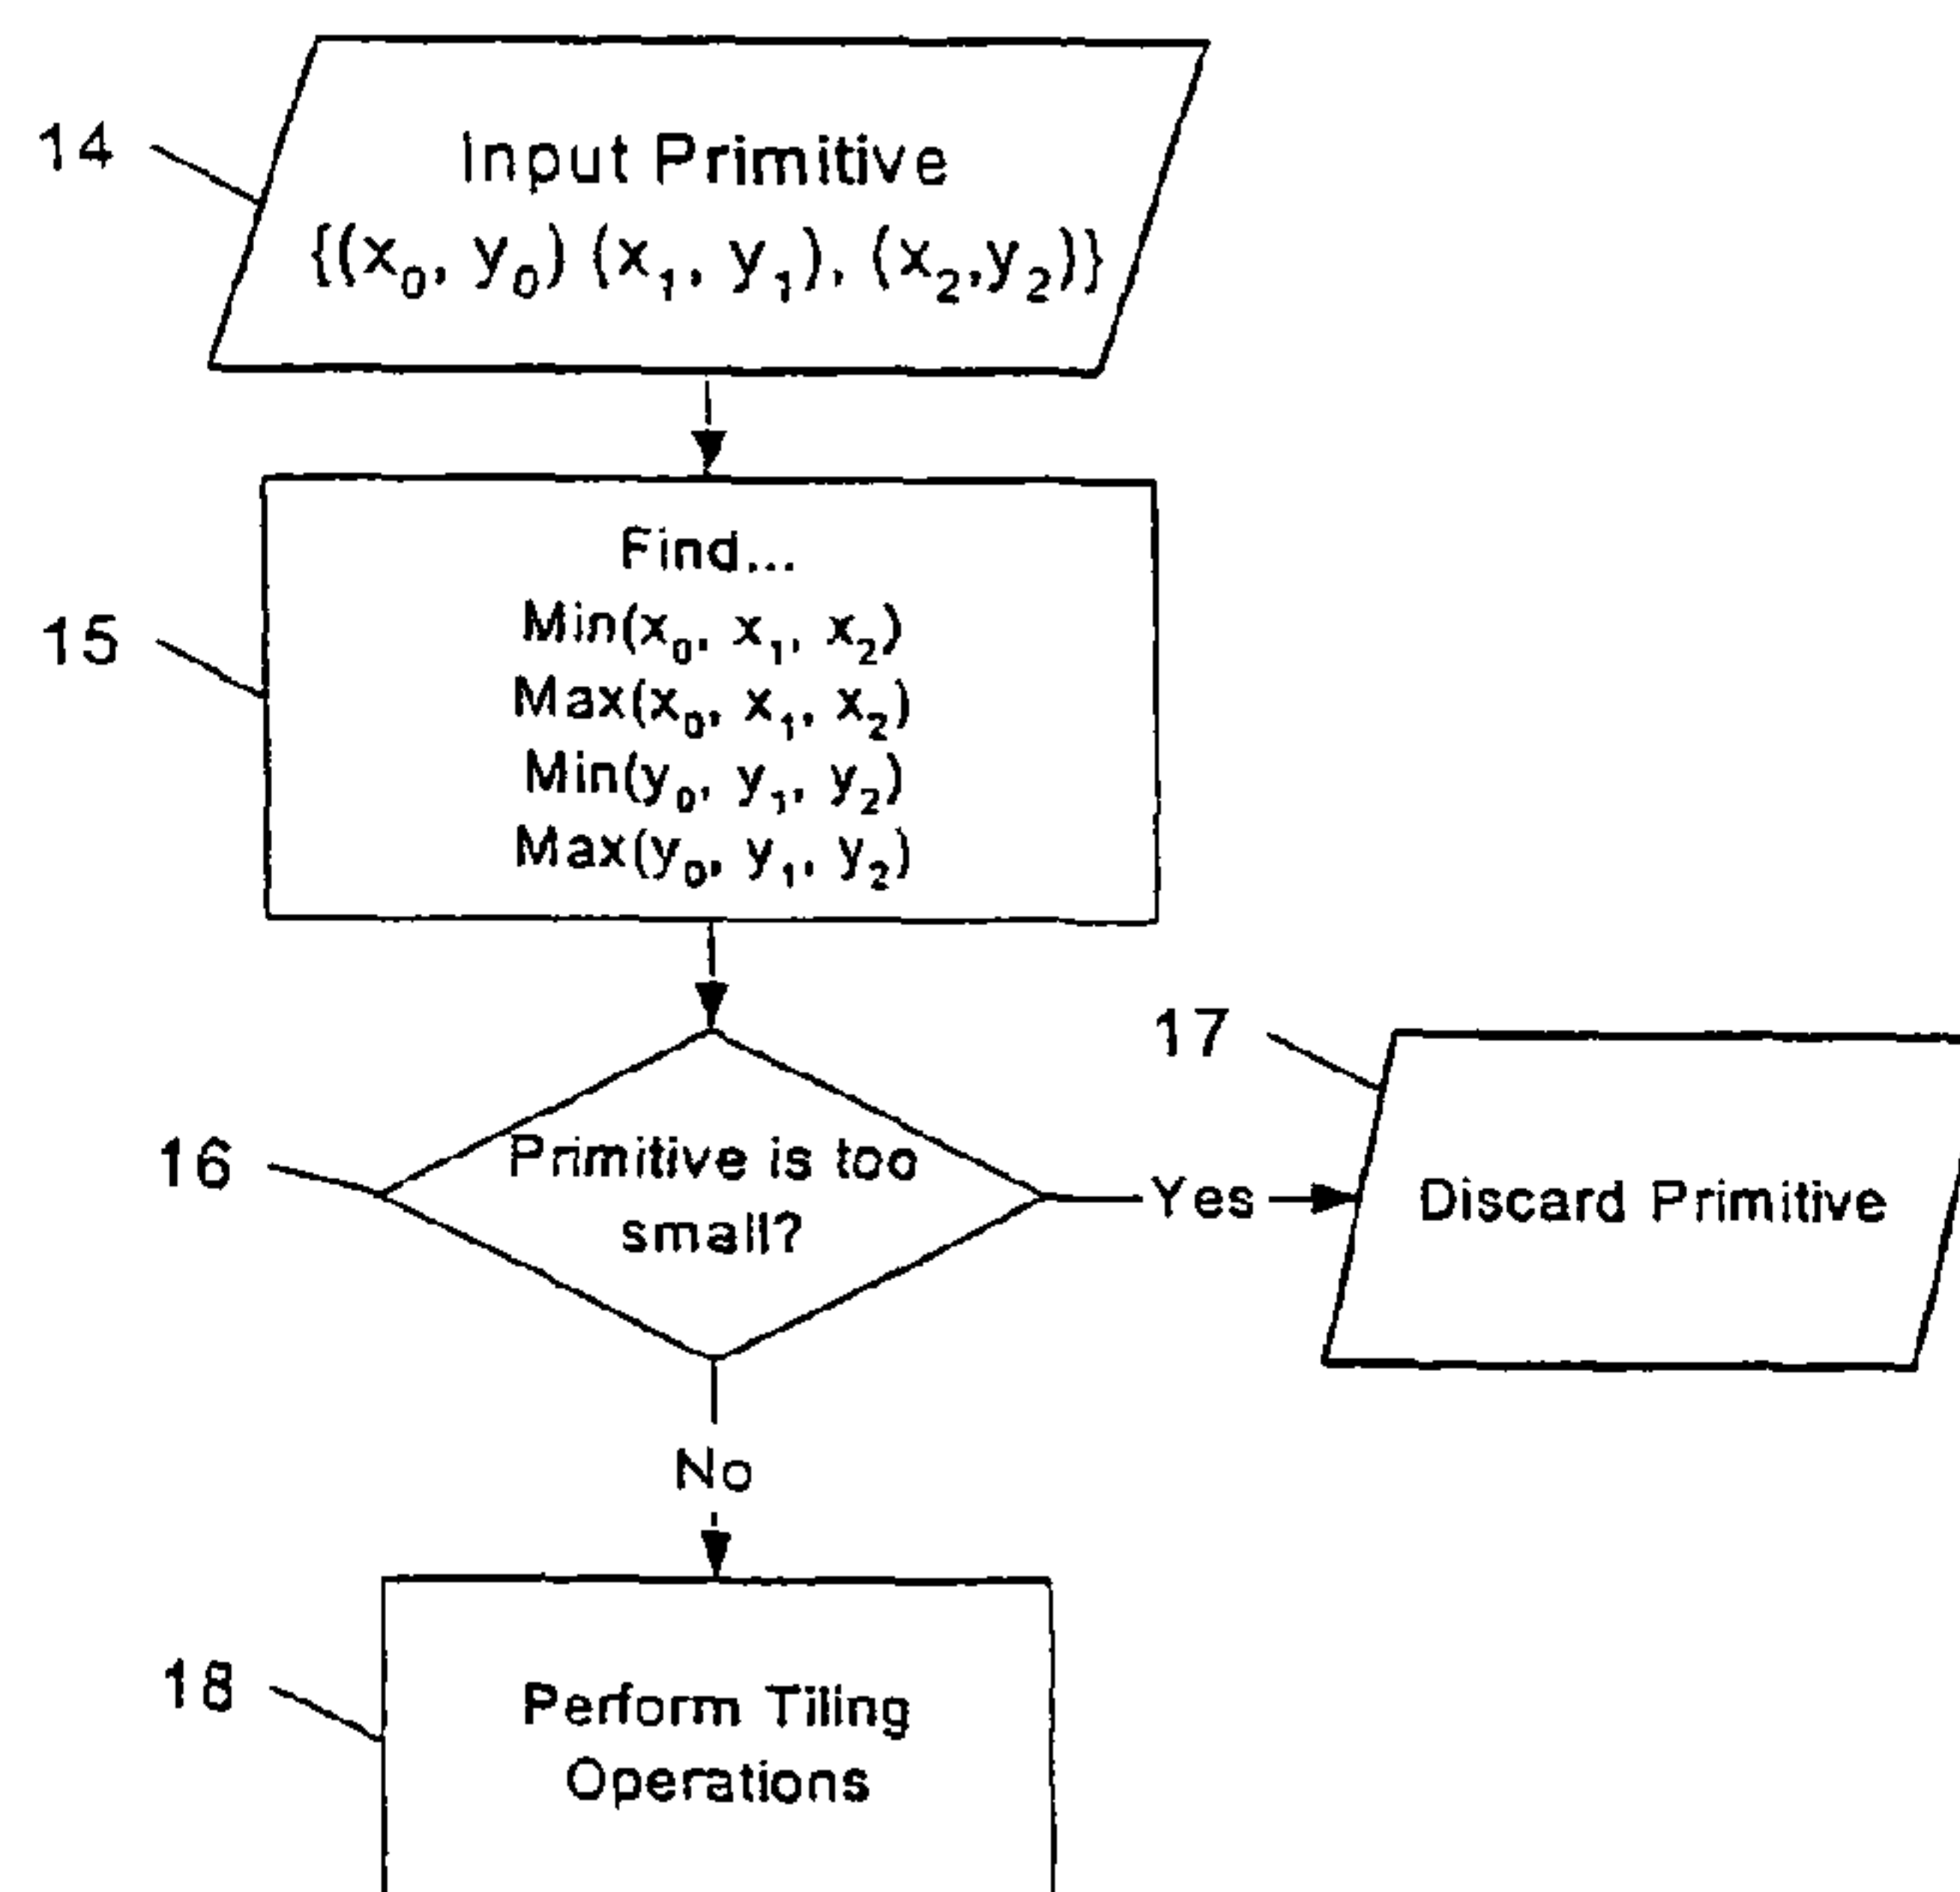 14
Input Primitive
{(x₀, y₀) (x₁, y₁), (x₂,y₂)}
15
Find...
Min(x₀, x₁, x₂)
Max(x₀, x₁, x₂)
Min(y₀, y₁, y₂)
Max(y₀, y₁, y₂)
16
Primitive is too
small?
Yes
17
Discard Primitive
No
18
Perform Tiling
Operations